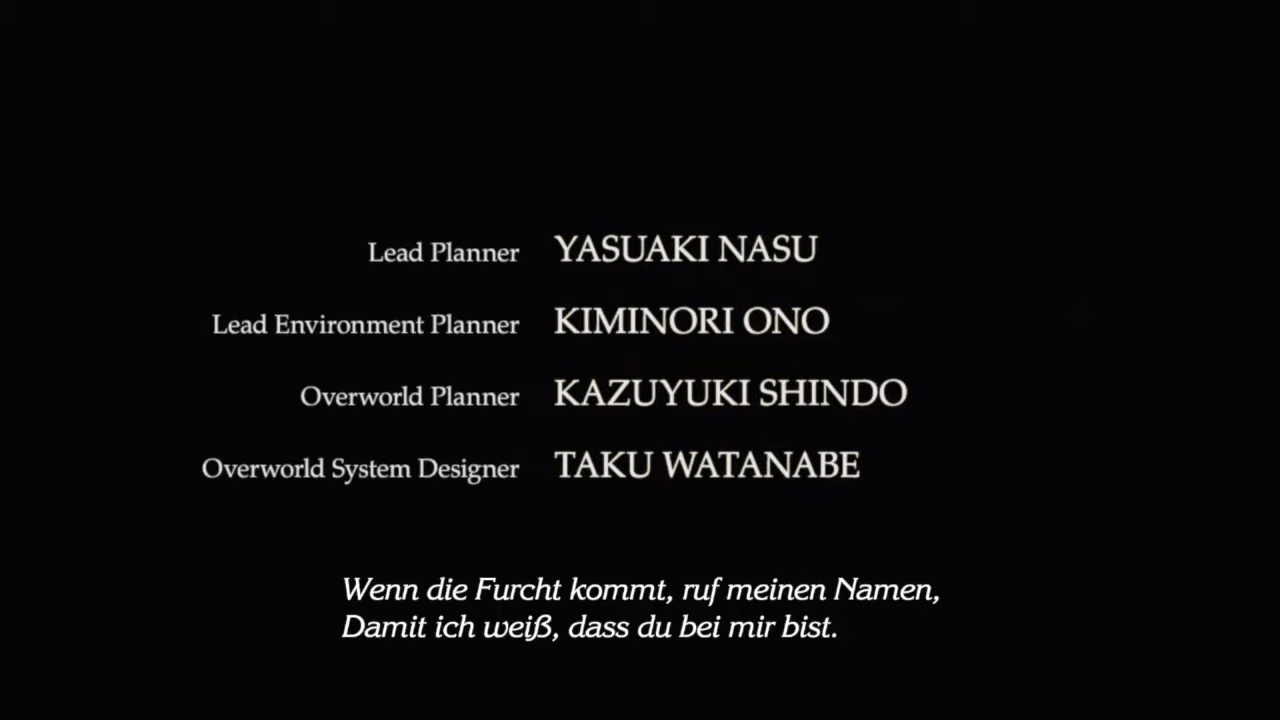 Lead Planner YASUAKI NASU
Lead Environment Planner KIMINORI ONO
Overworld Planner KAZUYUKI SHINDO
Overworld System Designer TAKU WATANABE
Wenn die Furcht kommt, ruf meinen Namen,
Damit ich weiß, dass du bei mir bist.